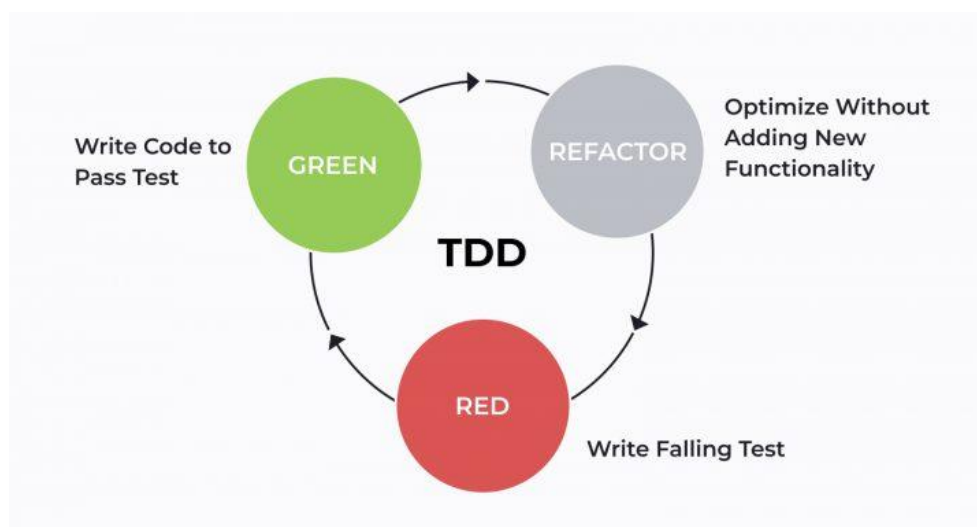 Write Code to
Pass Test
GREEN
REFACTOR
Optimize Without
Adding New
Functionality
TDD
RED
Write Falling Test